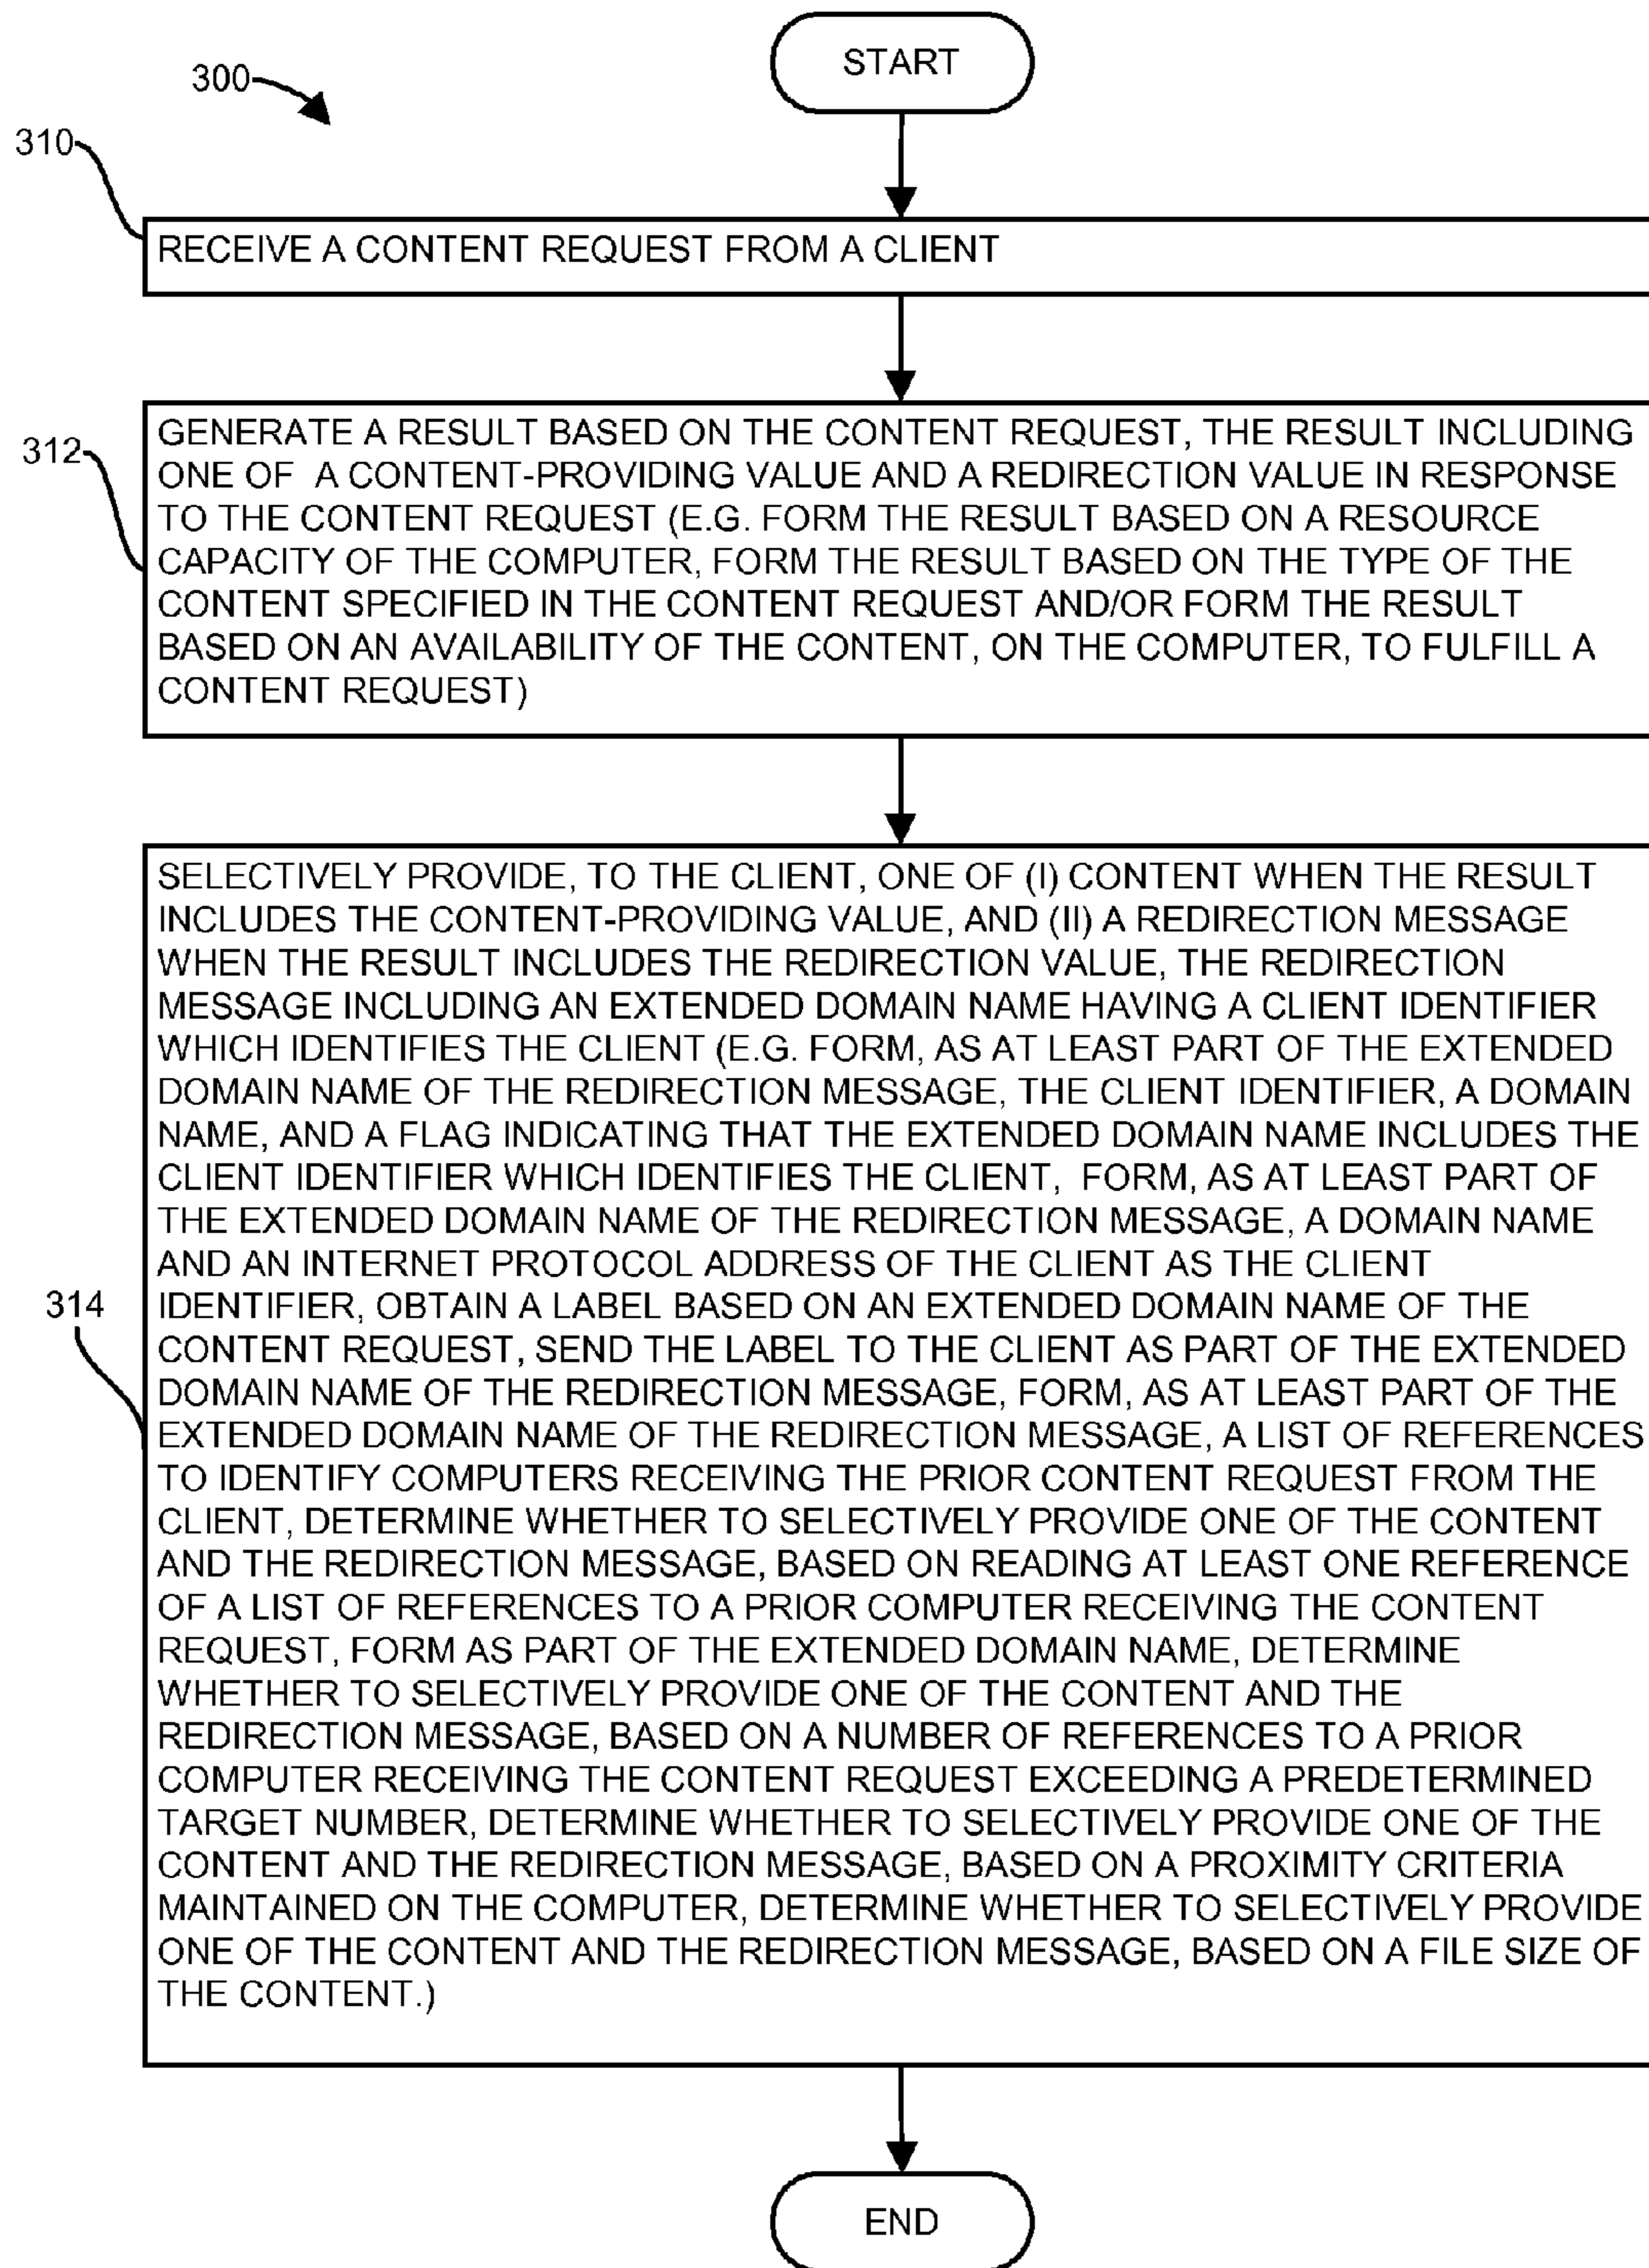 START
300
310
RECEIVE A CONTENT REQUEST FROM A CLIENT
312
GENERATE A RESULT BASED ON THE CONTENT REQUEST, THE RESULT INCLUDING
ONE OF A CONTENT-PROVIDING VALUE AND A REDIRECTION VALUE IN RESPONSE
TO THE CONTENT REQUEST (E.G. FORM THE RESULT BASED ON A RESOURCE
CAPACITY OF THE COMPUTER, FORM THE RESULT BASED ON THE TYPE OF THE
CONTENT SPECIFIED IN THE CONTENT REQUEST AND/OR FORM THE RESULT
BASED ON AN AVAILABILITY OF THE CONTENT, ON THE COMPUTER, TO FULFILL A
CONTENT REQUEST)
314
SELECTIVELY PROVIDE, TO THE CLIENT, ONE OF (I) CONTENT WHEN THE RESULT
INCLUDES THE CONTENT-PROVIDING VALUE, AND (II) A REDIRECTION MESSAGE
WHEN THE RESULT INCLUDES THE REDIRECTION VALUE, THE REDIRECTION
MESSAGE INCLUDING AN EXTENDED DOMAIN NAME HAVING A CLIENT IDENTIFIER
WHICH IDENTIFIES THE CLIENT (E.G. FORM, AS AT LEAST PART OF THE EXTENDED
DOMAIN NAME OF THE REDIRECTION MESSAGE, THE CLIENT IDENTIFIER, A DOMAIN
NAME, AND A FLAG INDICATING THAT THE EXTENDED DOMAIN NAME INCLUDES THE
CLIENT IDENTIFIER WHICH IDENTIFIES THE CLIENT, FORM, AS AT LEAST PART OF
THE EXTENDED DOMAIN NAME OF THE REDIRECTION MESSAGE, A DOMAIN NAME
AND AN INTERNET PROTOCOL ADDRESS OF THE CLIENT AS THE CLIENT
IDENTIFIER, OBTAIN A LABEL BASED ON AN EXTENDED DOMAIN NAME OF THE
CONTENT REQUEST, SEND THE LABEL TO THE CLIENT AS PART OF THE EXTENDED
DOMAIN NAME OF THE REDIRECTION MESSAGE, FORM, AS AT LEAST PART OF THE
EXTENDED DOMAIN NAME OF THE REDIRECTION MESSAGE, A LIST OF REFERENCES
TO IDENTIFY COMPUTERS RECEIVING THE PRIOR CONTENT REQUEST FROM THE
CLIENT, DETERMINE WHETHER TO SELECTIVELY PROVIDE ONE OF THE CONTENT
AND THE REDIRECTION MESSAGE, BASED ON READING AT LEAST ONE REFERENCE
OF A LIST OF REFERENCES TO A PRIOR COMPUTER RECEIVING THE CONTENT
REQUEST, FORM AS PART OF THE EXTENDED DOMAIN NAME, DETERMINE
WHETHER TO SELECTIVELY PROVIDE ONE OF THE CONTENT AND THE
REDIRECTION MESSAGE, BASED ON A NUMBER OF REFERENCES TO A PRIOR
COMPUTER RECEIVING THE CONTENT REQUEST EXCEEDING A PREDETERMINED
TARGET NUMBER, DETERMINE WHETHER TO SELECTIVELY PROVIDE ONE OF THE
CONTENT AND THE REDIRECTION MESSAGE, BASED ON A PROXIMITY CRITERIA
MAINTAINED ON THE COMPUTER, DETERMINE WHETHER TO SELECTIVELY PROVIDE
ONE OF THE CONTENT AND THE REDIRECTION MESSAGE, BASED ON A FILE SIZE OF
THE CONTENT.)
END